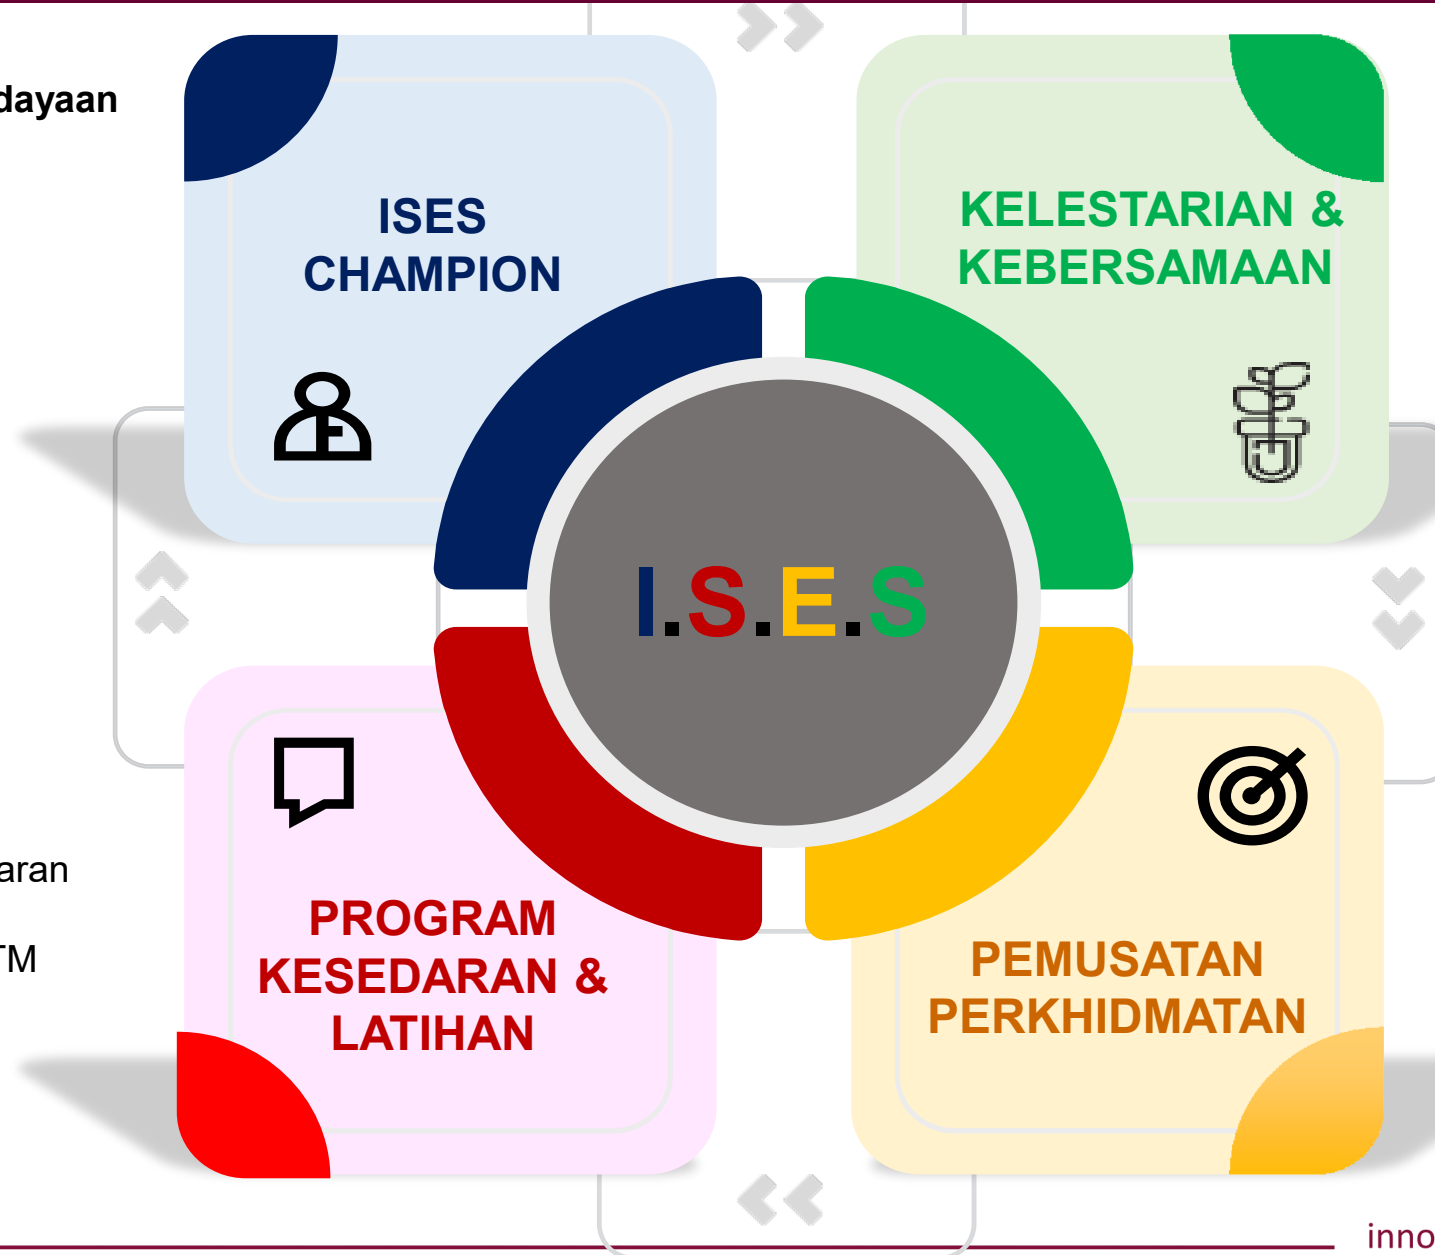 dayaan
ISES
CHAMPION
KELESTARIAN &
KEBERSAMAAN
I.S.E.S
aran
TM
PROGRAM
KESEDARAN &
LATIHAN
PEMUSATAN
PERKHIDMATAN
inno